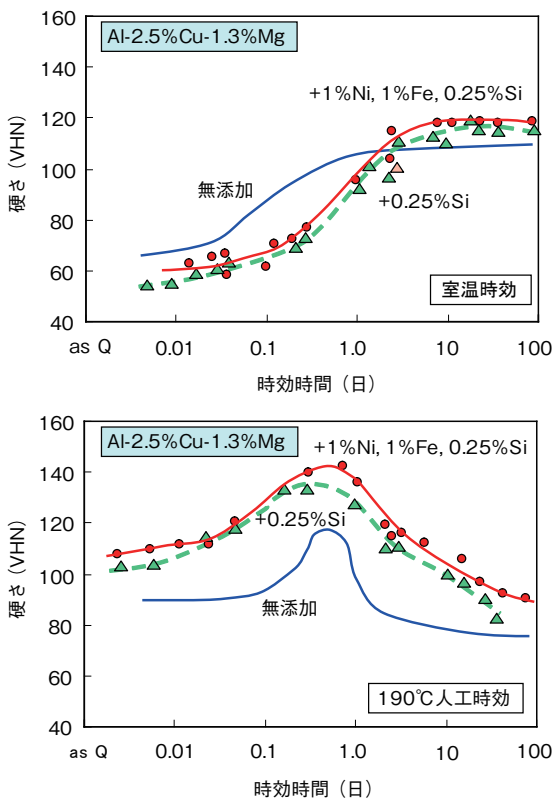 160
140
120
100
80
60
40
硬さ（VHN）
Al-2.5%Cu-1.3%Mg
+1%Ni, 1%Fe, 0.25%Si
無添加
+0.25%Si
室温時効
as Q 0.01 0.1 1.0 10 100
時効時間（日）
160
140
120
100
80
60
40
硬さ（VHN）
Al-2.5%Cu-1.3%Mg
+1%Ni, 1%Fe, 0.25%Si
+0.25%Si
無添加
190℃人工時効
as Q 0.01 0.1 1.0 10 100
時効時間（日）